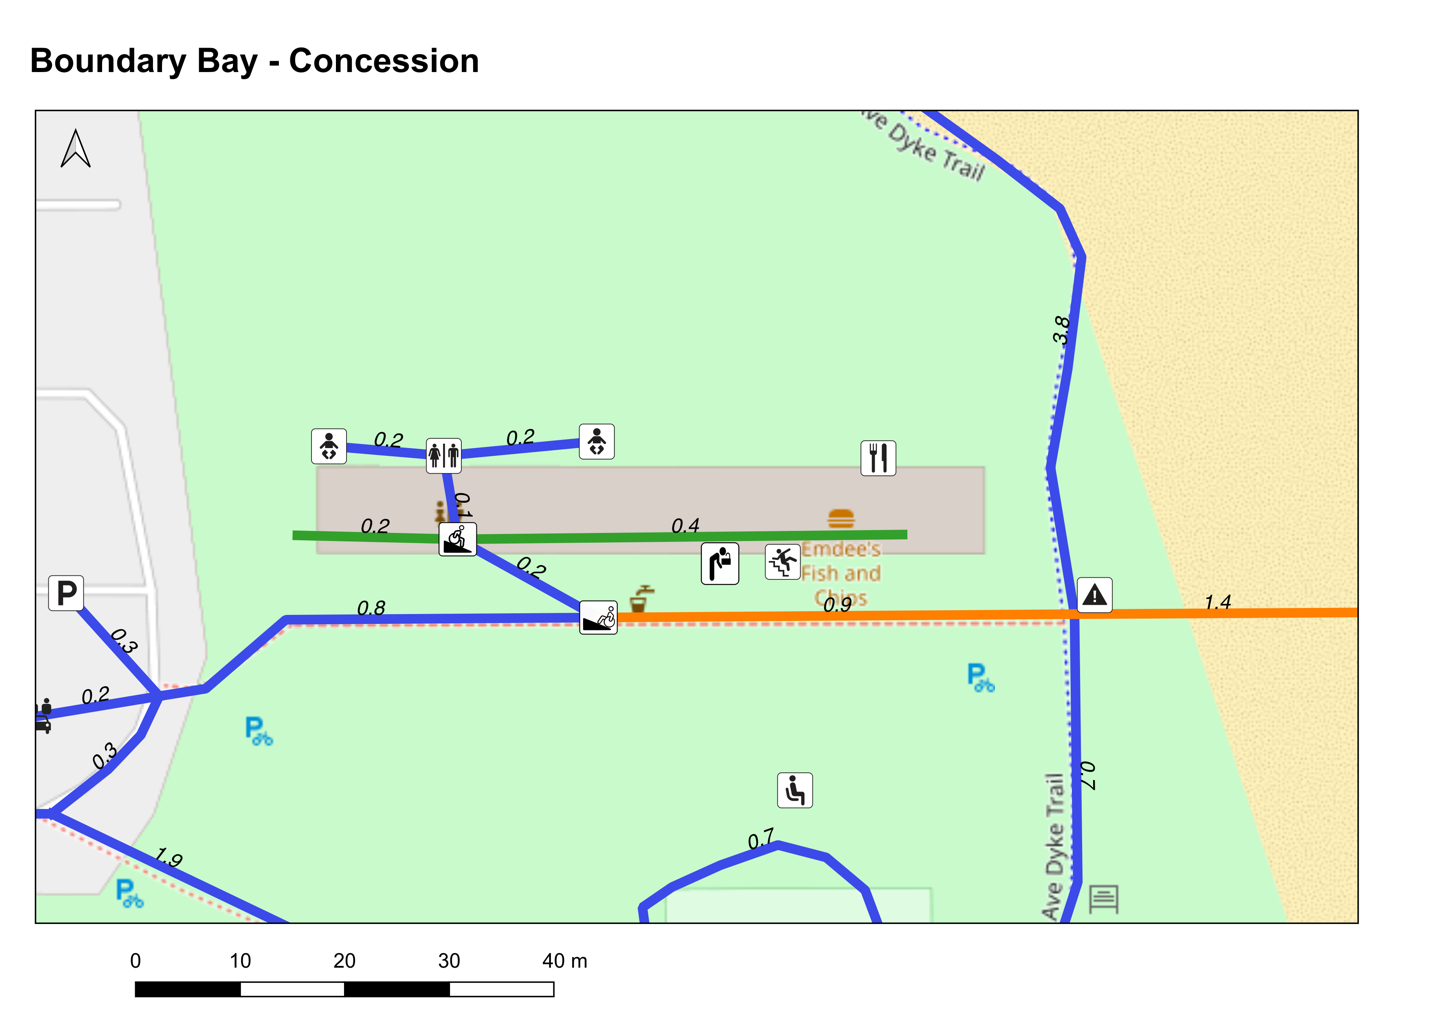 Boundary Bay - Concession
Ave Dyke Trail
3.8
0.2
0.2
0.1
0.2
0.4
0.2
Emdee's
Fish and
Chips
0.9
1.4
0.8
P
0.3
0.2
0.3
P
P
0.7
0.7
Ave Dyke Trail
1.9
P
0 10 20 30 40 m